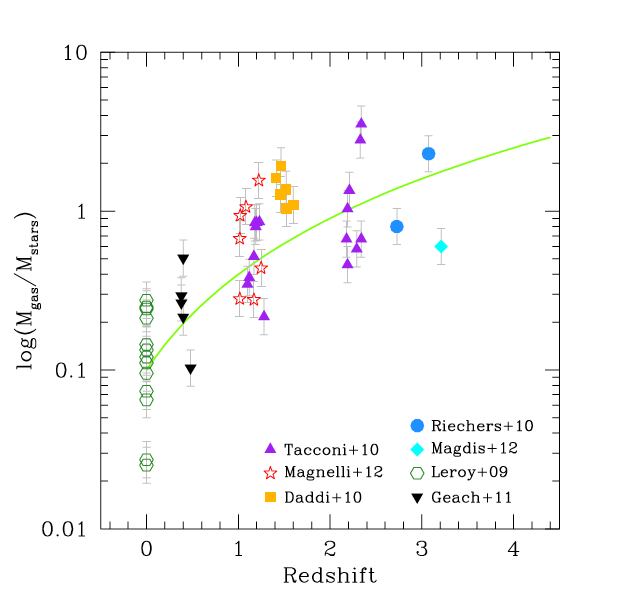 10
1
0.1
0.01
log(M_gas/M_stars)
Riechers+10
Tacconi+10
Magdis+12
Magnelli+12
Leroy+09
Daddi+10
Geach+11
0 1 2 3 4
Redshift